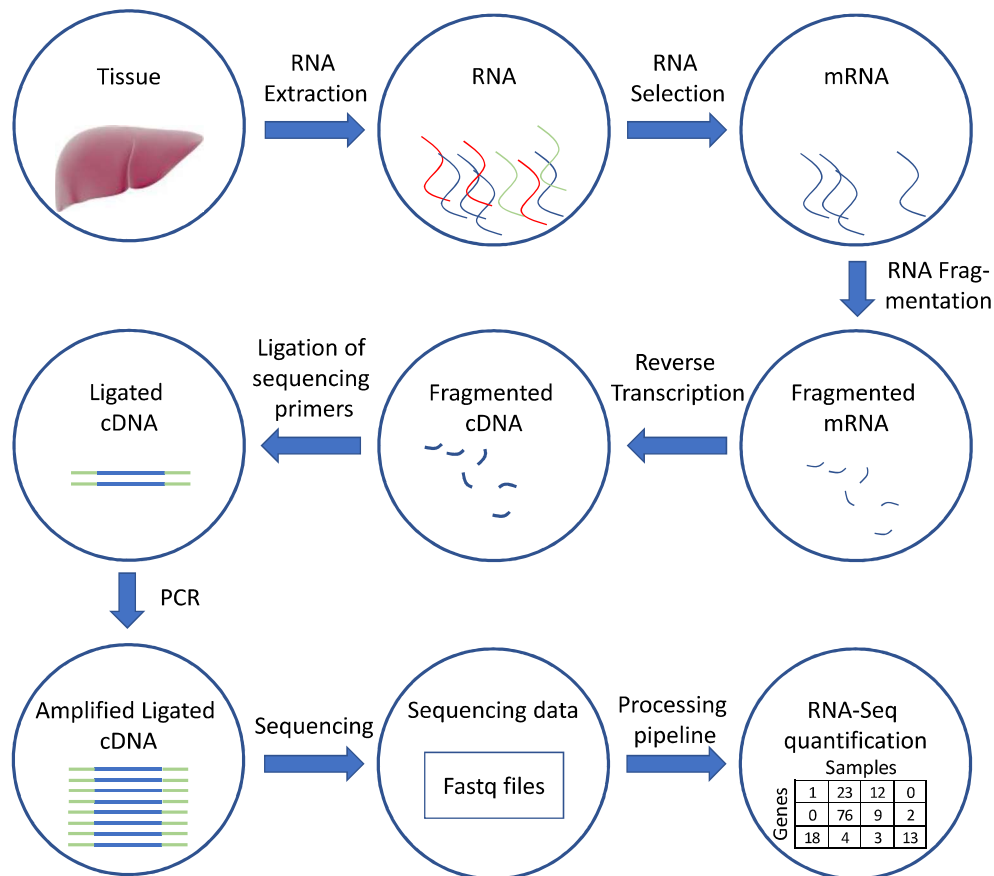 Tissue
RNA
Extraction
RNA
RNA
Selection
mRNA
RNA Frag-
mentation
Fragmented
mRNA
Reverse
Transcription
Fragmented
cDNA
Ligation of
sequencing
primers
Ligated
cDNA
PCR
Amplified Ligated
cDNA
Sequencing
Sequencing data
Fastq files
Processing
pipeline
RNA-Seq
quantification
Samples
Genes
1 23 12 0
0 76 9 2
18 4 3 13